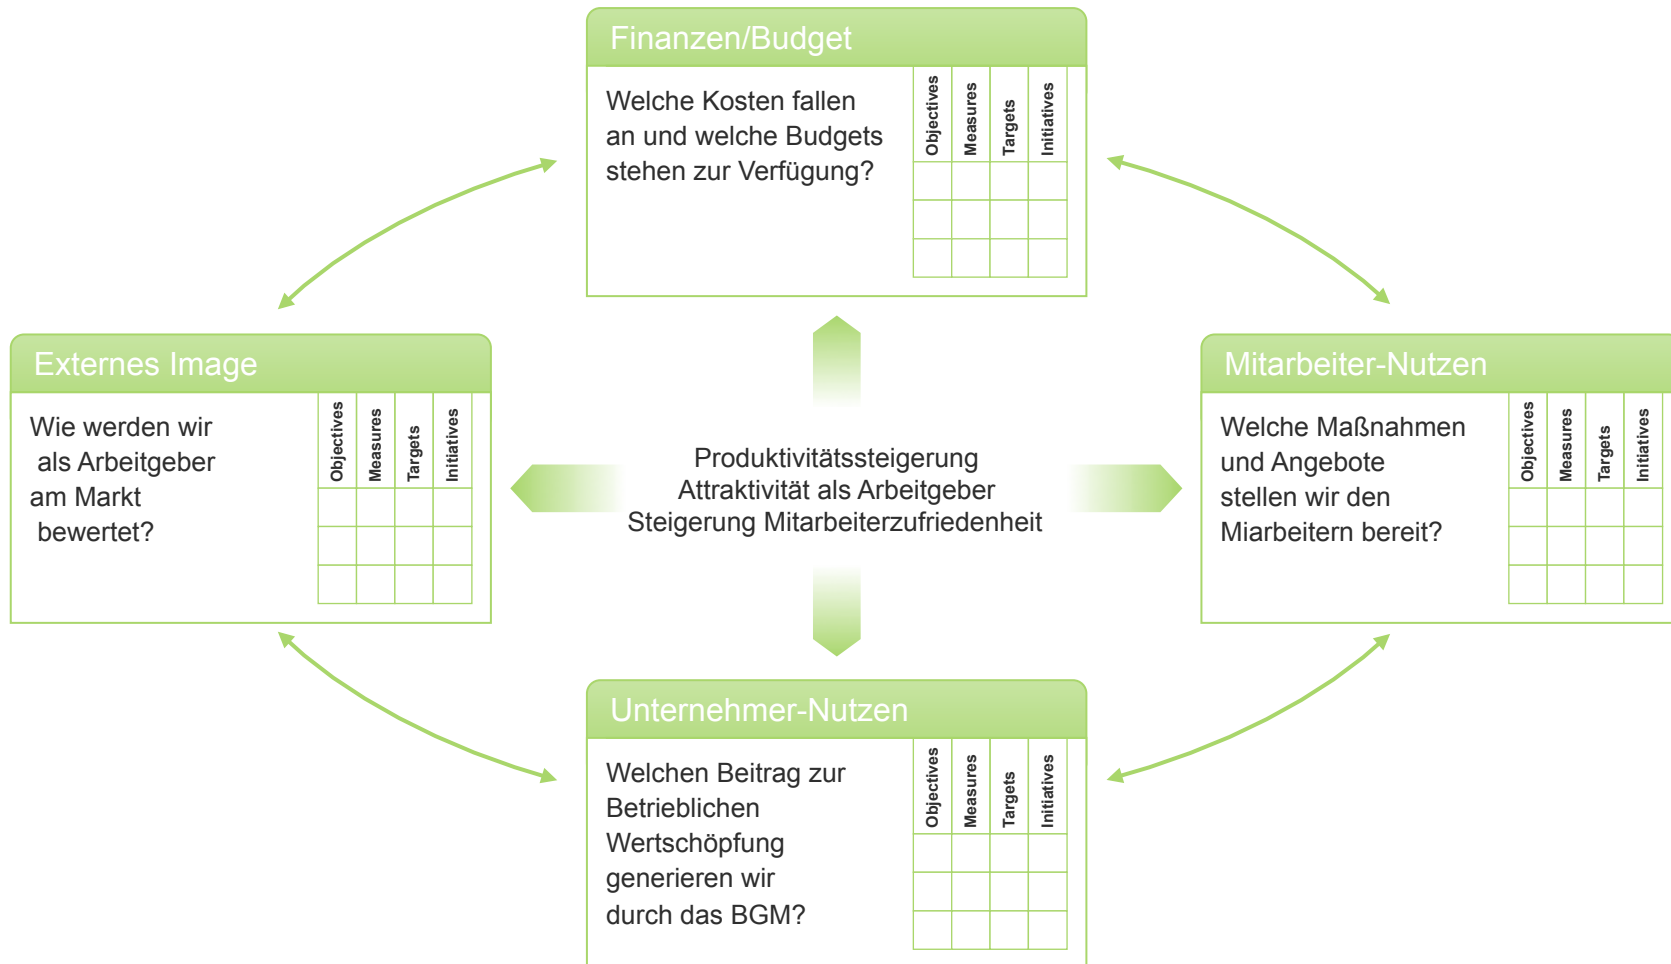 Finanzen/Budget
Welche Kosten fallen
an und welche Budgets
stehen zur Verfügung?
Objectives
Measures
Targets
Initiatives
Externes Image
Wie werden wir
als Arbeitgeber
am Markt
bewertet?
Objectives
Measures
Targets
Initiatives
Produktivitätssteigerung
Attraktivität als Arbeitgeber
Steigerung Mitarbeiterzufriedenheit
Mitarbeiter-Nutzen
Welche Maßnahmen
und Angebote
stellen wir den
Miarbeitern bereit?
Objectives
Measures
Targets
Initiatives
Unternehmer-Nutzen
Welchen Beitrag zur
Betrieblichen
Wertschöpfung
generieren wir
durch das BGM?
Objectives
Measures
Targets
Initiatives